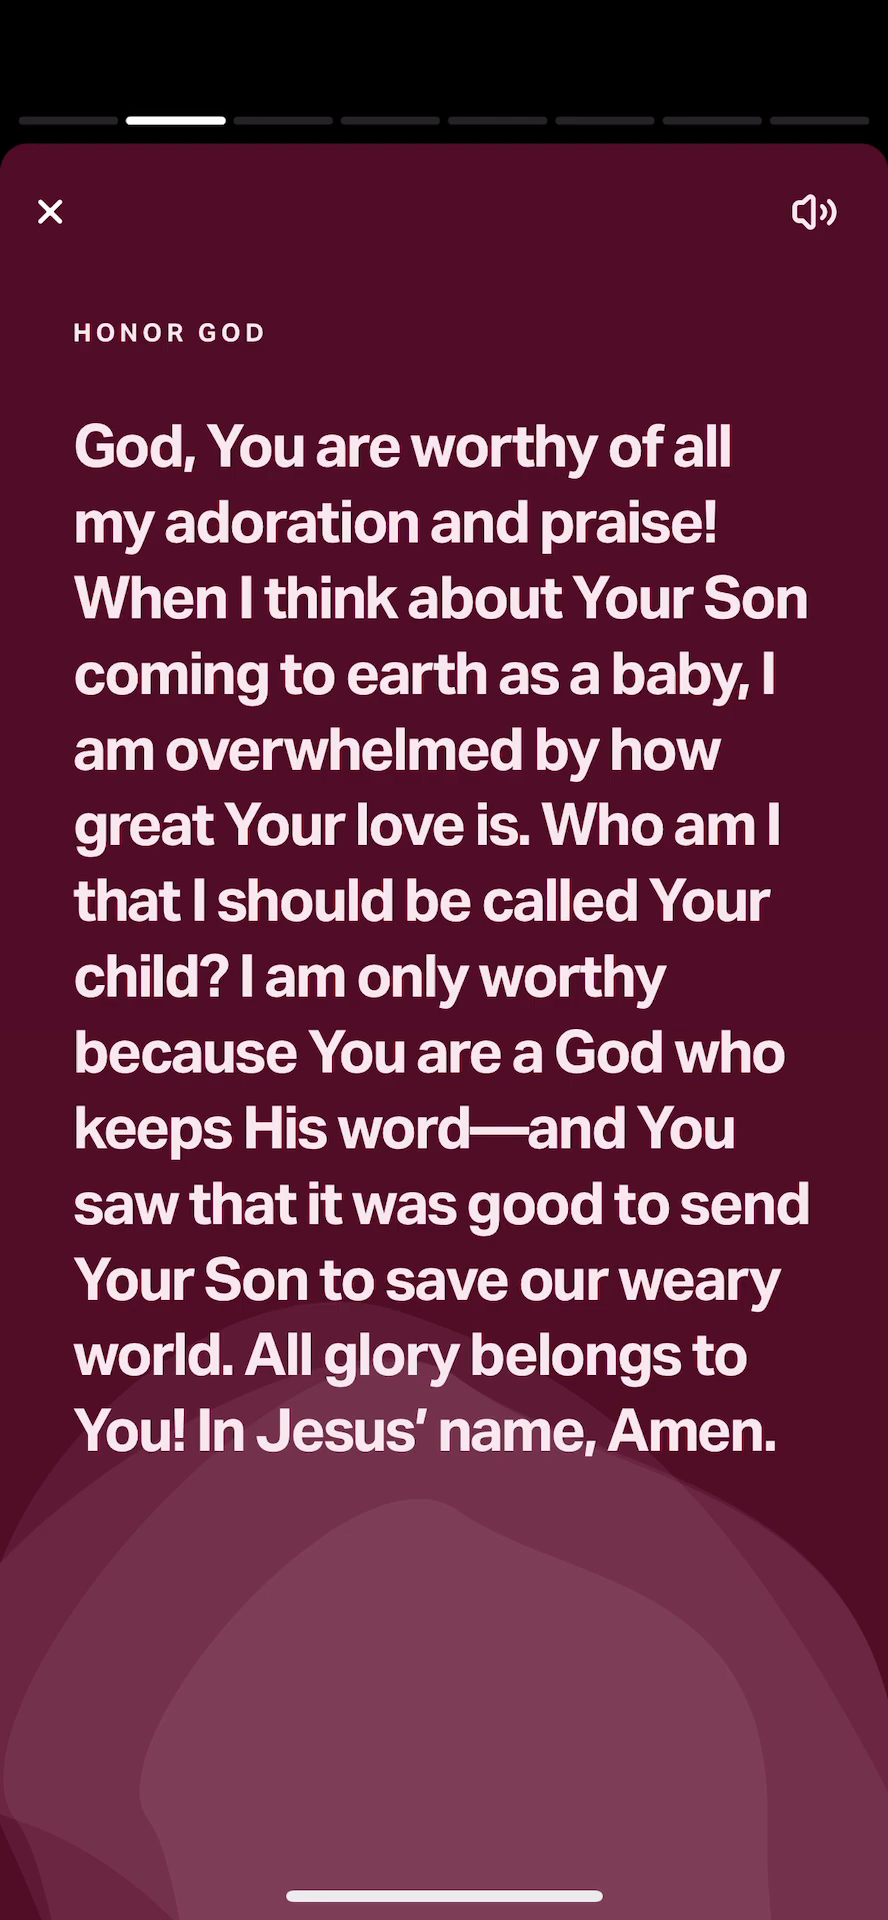 HONOR GOD
God, You are worthy of all
my adoration and praise!
When I think about Your Son
coming to earth as a baby, I
am overwhelmed by how
great Your love is. Who am I
that I should be called Your
child? I am only worthy
because You are a God who
keeps His word—and You
saw that it was good to send
Your Son to save our weary
world. All glory belongs to
You! In Jesus’ name, Amen.